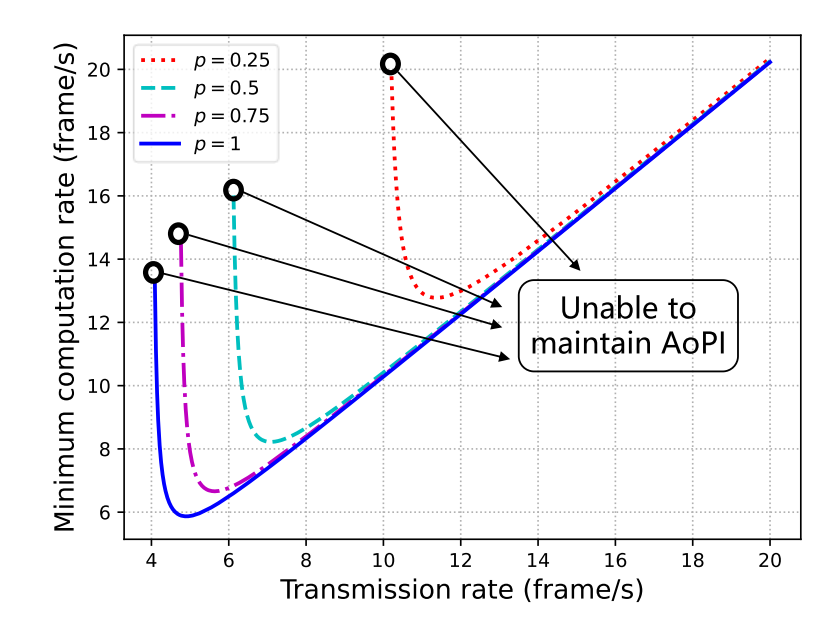 p = 0.25
p = 0.5
p = 0.75
p = 1
Unable to
maintain AoPI
Minimum computation rate (frame/s)
20
18
16
14
12
10
8
6
4 6 8 10 12 14 16 18 20
Transmission rate (frame/s)